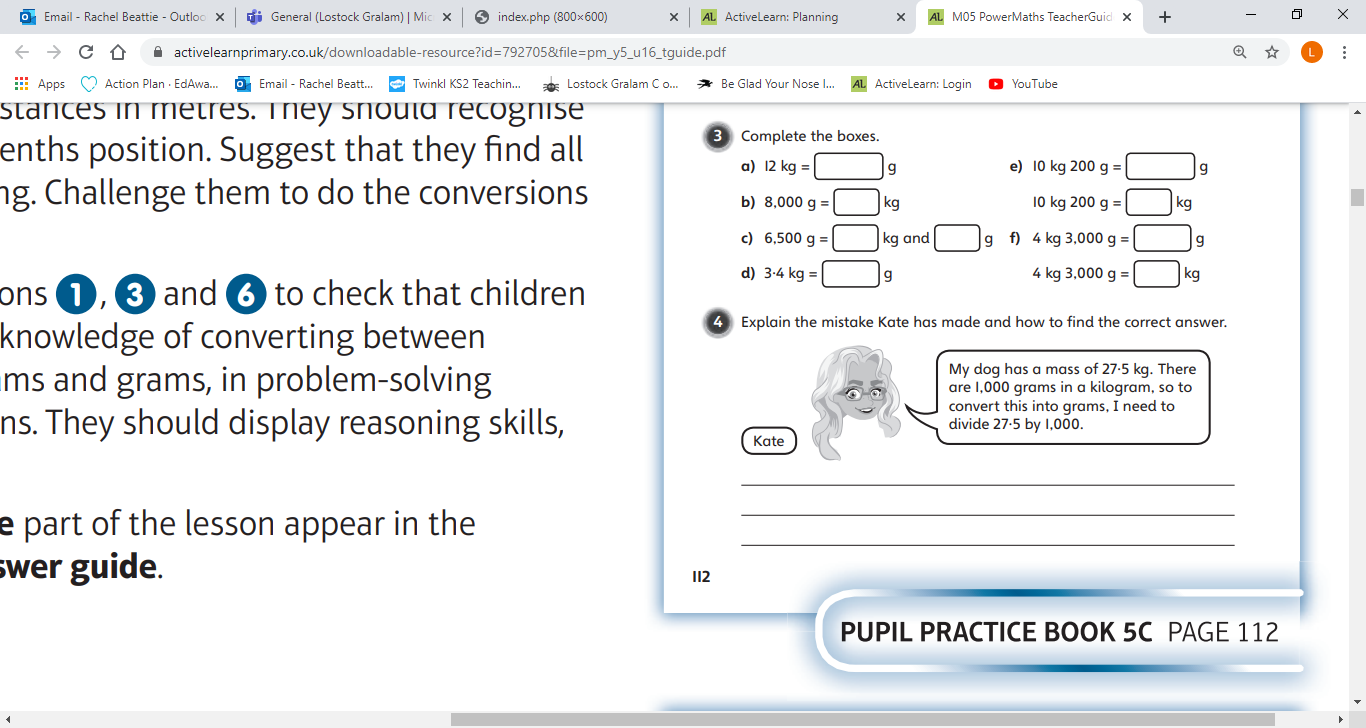 Email - Rachel Beattie - Outloo
General (Lostock Gralam) | Mic
index.php (800×600)
ActiveLearn: Planning
M05 PowerMaths TeacherGuid
activelearnprimary.co.uk/downloadable-resource?id=792705&file=pm_y5_u16_tguide.pdf
L
Apps
Action Plan · EdAwa...
Email - Rachel Beatt...
Twinkl KS2 Teachin...
Lostock Gralam C o...
Be Glad Your Nose I...
ActiveLearn: Login
YouTube
stances in metres. They should recognise
enths position. Suggest that they find all
ng. Challenge them to do the conversions
ons 1, 3 and 6 to check that children
knowledge of converting between
ams and grams, in problem-solving
ns. They should display reasoning skills,
e part of the lesson appear in the
swer guide.
3 Complete the boxes.
a) 12 kg = g
b) 8,000 g = kg
c) 6,500 g = kg and g
d) 3·4 kg = g
e) 10 kg 200 g = g
10 kg 200 g = kg
f) 4 kg 3,000 g = g
4 kg 3,000 g = kg
4 Explain the mistake Kate has made and how to find the correct answer.
My dog has a mass of 27·5 kg. There
are 1,000 grams in a kilogram, so to
convert this into grams, I need to
divide 27·5 by 1,000.
Kate
112
PUPIL PRACTICE BOOK 5C PAGE 112